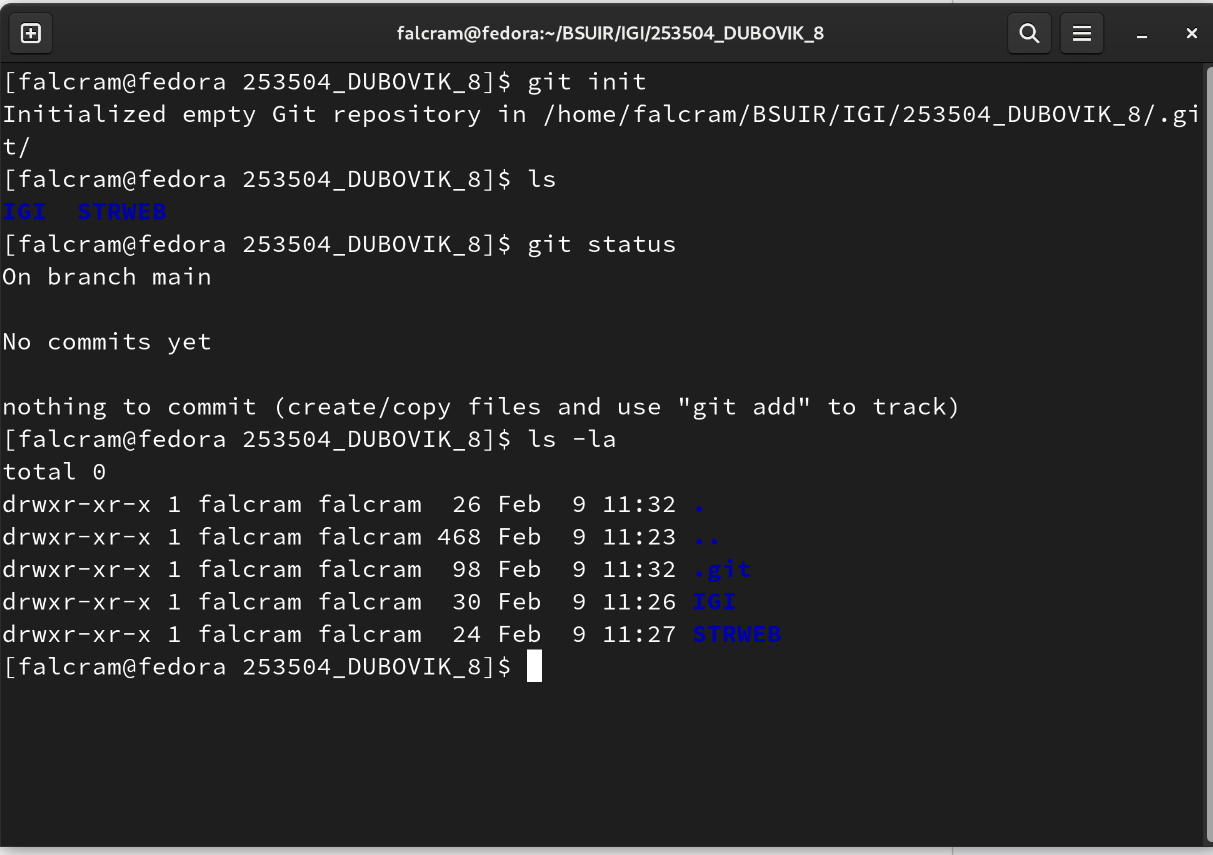 falcram@fedora:~/BSUIR/IGI/253504_DUBOVIK_8
[falcram@fedora 253504_DUBOVIK_8]$ git init
Initialized empty Git repository in /home/falcram/BSUIR/IGI/253504_DUBOVIK_8/.gi
t/
[falcram@fedora 253504_DUBOVIK_8]$ ls
IGI  STRWEB
[falcram@fedora 253504_DUBOVIK_8]$ git status
On branch main
No commits yet
nothing to commit (create/copy files and use "git add" to track)
[falcram@fedora 253504_DUBOVIK_8]$ ls -la
total 0
drwxr-xr-x 1 falcram falcram  26 Feb  9 11:32 .
drwxr-xr-x 1 falcram falcram 468 Feb  9 11:23 ..
drwxr-xr-x 1 falcram falcram  98 Feb  9 11:32 .git
drwxr-xr-x 1 falcram falcram  30 Feb  9 11:26 IGI
drwxr-xr-x 1 falcram falcram  24 Feb  9 11:27 STRWEB
[falcram@fedora 253504_DUBOVIK_8]$